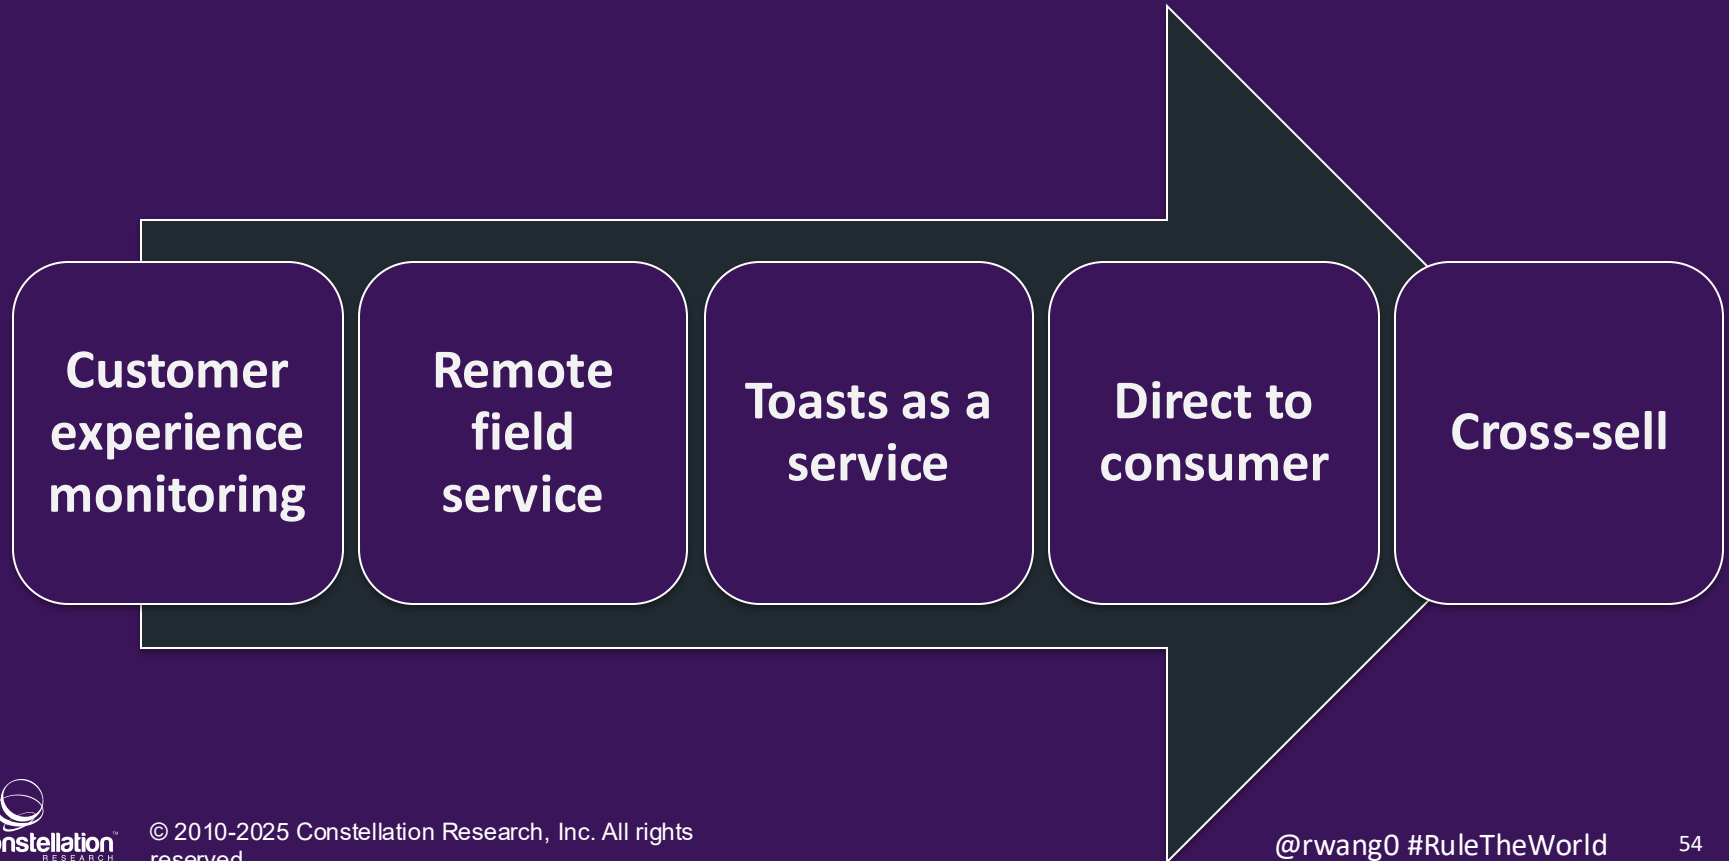 Customer
experience
monitoring
Remote
field
service
Toasts as a
service
Direct to
consumer
Cross-sell
nstellation
RESEARCH
© 2010-2025 Constellation Research, Inc. All rights
reserved
@rwang0 #RuleTheWorld
54